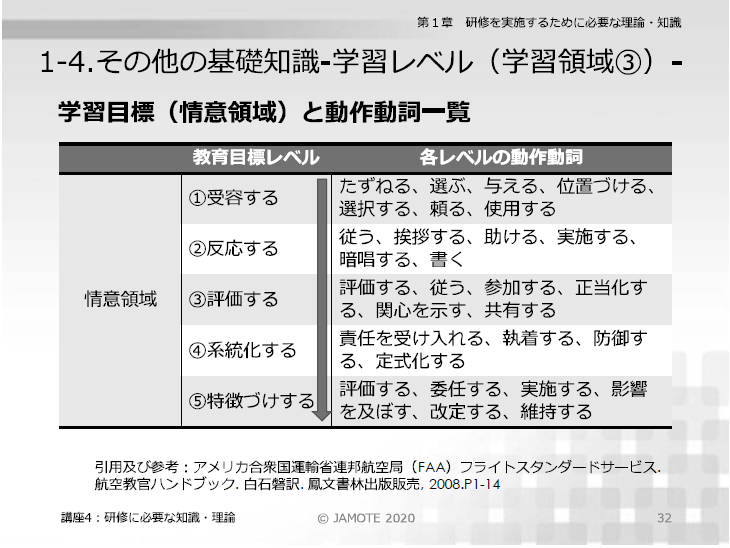 第１章　研修を実施するために必要な理論・知識
1-4.その他の基礎知識-学習レベル（学習領域③）-
学習目標（情意領域）と動作動詞一覧
教育目標レベル　各レベルの動作動詞
情意領域
①受容する
たずねる、選ぶ、与える、位置づける、
選択する、頼る、使用する
②反応する
従う、挨拶する、助ける、実施する、
暗唱する、書く
③評価する
評価する、従う、参加する、正当化す
る、関心を示す、共有する
④系統化する
責任を受け入れる、執着する、防御す
る、定式化する
⑤特徴づけする
評価する、委任する、実施する、影響
を及ぼす、改定する、維持する
引用及び参考：アメリカ合衆国運輸省連邦航空局（FAA）フライトスタンダードサービス.
航空教官ハンドブック. 白石磐訳. 鳳文書林出版販売, 2008.P1-14
講座4：研修に必要な知識・理論　© JAMOTE 2020　32